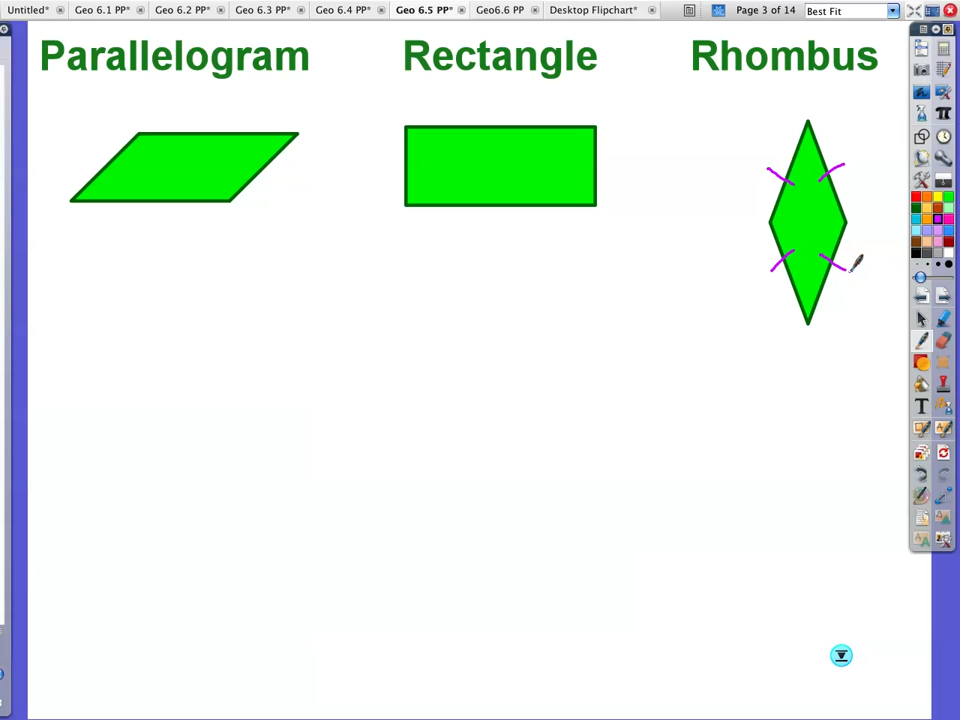 Untitled* Geo 6.1 PP* Geo 6.2 PP* Geo 6.3 PP* Geo 6.4 PP* Geo 6.5 PP* Geo6.6 PP Desktop Flipchart* Page 3 of 14 Best Fit
Parallelogram Rectangle Rhombus